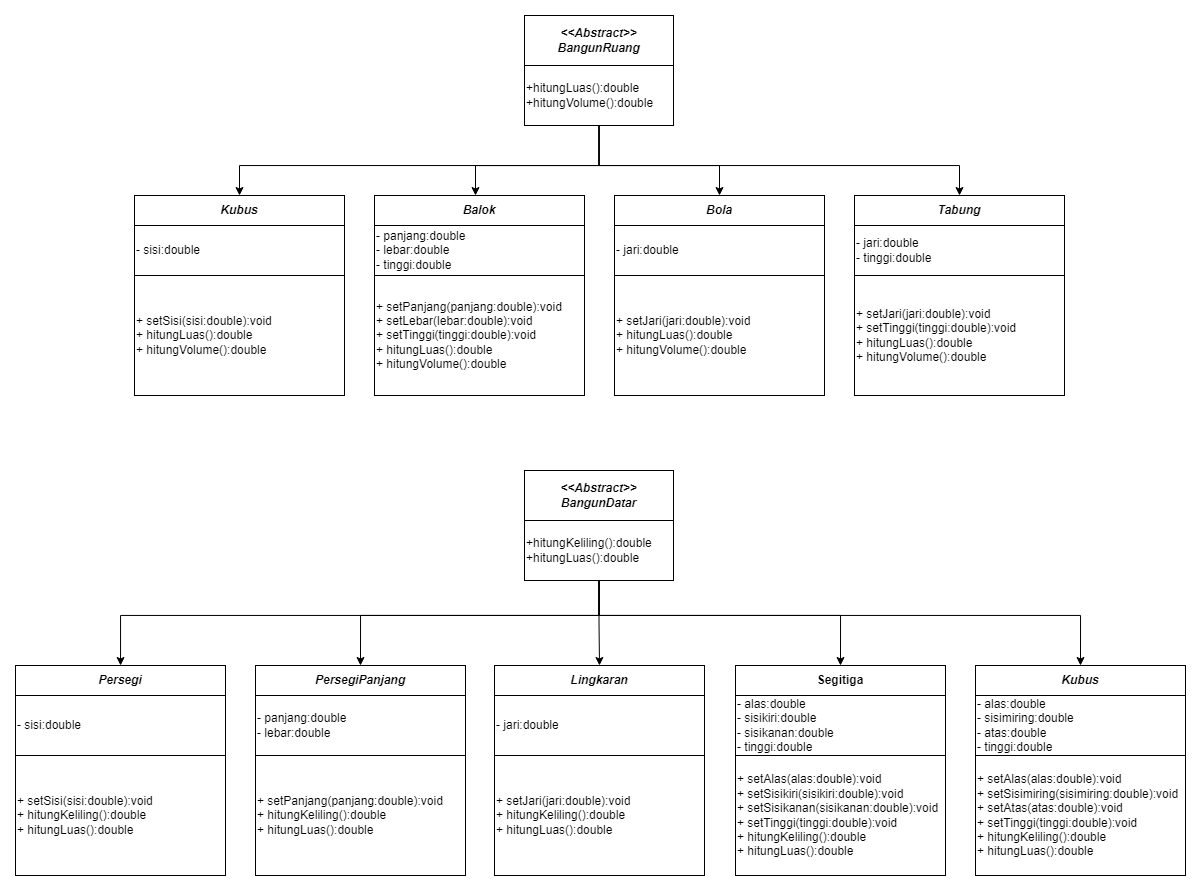 <<Abstract>>
BangunRuang
+hitungLuas():double
+hitungVolume():double
Kubus
- sisi:double
+ setSisi(sisi:double):void
+ hitungLuas():double
+ hitungVolume():double
Balok
- panjang:double
- lebar:double
- tinggi:double
+ setPanjang(panjang:double):void
+ setLebar(lebar:double):void
+ setTinggi(tinggi:double):void
+ hitungLuas():double
+ hitungVolume():double
Bola
- jari:double
+ setJari(jari:double):void
+ hitungLuas():double
+ hitungVolume():double
Tabung
- jari:double
- tinggi:double
+ setJari(jari:double):void
+ setTinggi(tinggi:double):void
+ hitungLuas():double
+ hitungVolume():double
<<Abstract>>
BangunDatar
+hitungKeliling():double
+hitungLuas():double
Persegi
- sisi:double
+ setSisi(sisi:double):void
+ hitungKeliling():double
+ hitungLuas():double
PersegiPanjang
- panjang:double
- lebar:double
+ setPanjang(panjang:double):void
+ hitungKeliling():double
+ hitungLuas():double
Lingkaran
- jari:double
+ setJari(jari:double):void
+ hitungKeliling():double
+ hitungLuas():double
Segitiga
- alas:double
- sisikiri:double
- sisikanan:double
- tinggi:double
+ setAlas(alas:double):void
+ setSisikiri(sisikiri:double):void
+ setSisikanan(sisikanan:double):void
+ setTinggi(tinggi:double):void
+ hitungKeliling():double
+ hitungLuas():double
Kubus
- alas:double
- sisimiring:double
- atas:double
- tinggi:double
+ setAlas(alas:double):void
+ setSisimiring(sisimiring:double):void
+ setAtas(atas:double):void
+ setTinggi(tinggi:double):void
+ hitungKeliling():double
+ hitungLuas():double